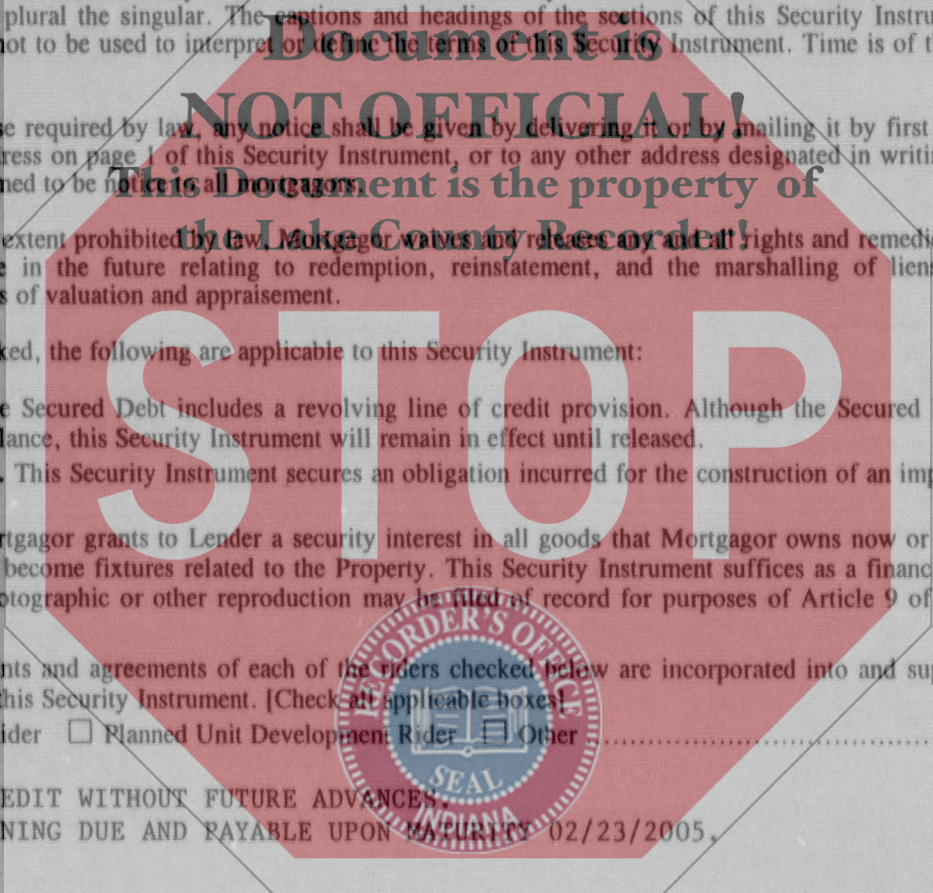 plural the singular. The captions and headings of the sections of this Security Instru
not to be used to interpret or define the terms of this Security Instrument. Time is of t
Document is
NOT OFFICIAL!
se required by law, any notice shall be given by delivering it or by mailing it by first
ress on page 1 of this Security Instrument, or to any other address designated in writi
ned to be notice to all mortgagors.
This Document is the property of
the Lake County Recorder!
extent prohibited by law, Mortgagor waives and releases any and all rights and remedi
e in the future relating to redemption, reinstatement, and the marshalling of liens
s of valuation and appraisement.
STOP
ked, the following are applicable to this Security Instrument:
e Secured Debt includes a revolving line of credit provision. Although the Secured
lance, this Security Instrument will remain in effect until released.
. This Security Instrument secures an obligation incurred for the construction of an imp
rtgagor grants to Lender a security interest in all goods that Mortgagor owns now or
become fixtures related to the Property. This Security Instrument suffices as a financ
otographic or other reproduction may be filed of record for purposes of Article 9 of
nts and agreements of each of the riders checked below are incorporated into and sup
this Security Instrument. [Check all applicable boxes]
ider ☐ Planned Unit Development Rider ☐ Other
RECORDER'S OFFICE
SEAL
INDIANA
EDIT WITHOUT FUTURE ADVANCES.
NING DUE AND PAYABLE UPON MATURITY 02/23/2005.